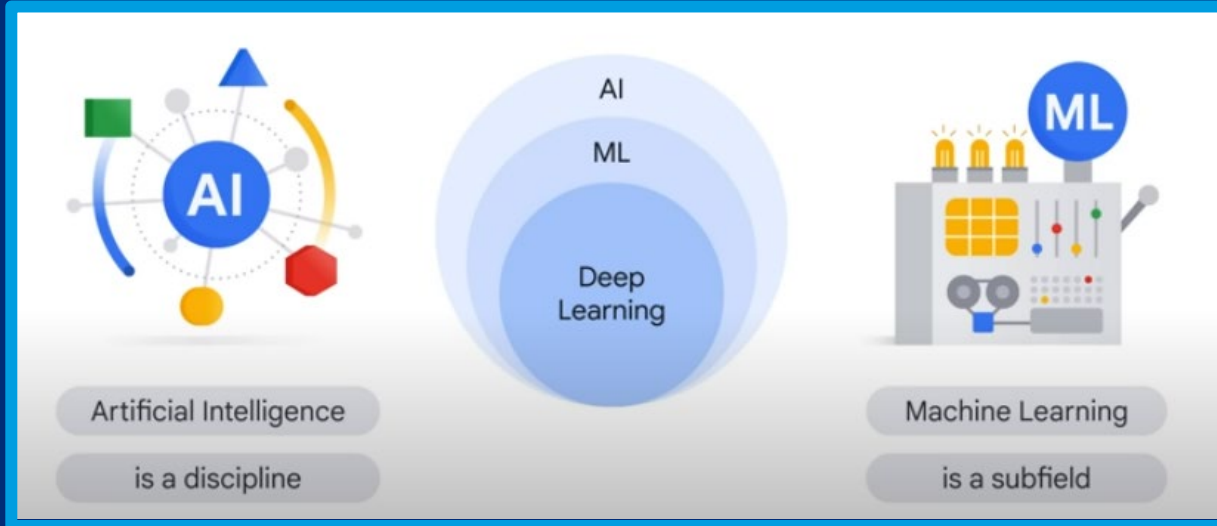 AI
Artificial Intelligence
is a discipline
AI
ML
Deep
Learning
ML
Machine Learning
is a subfield